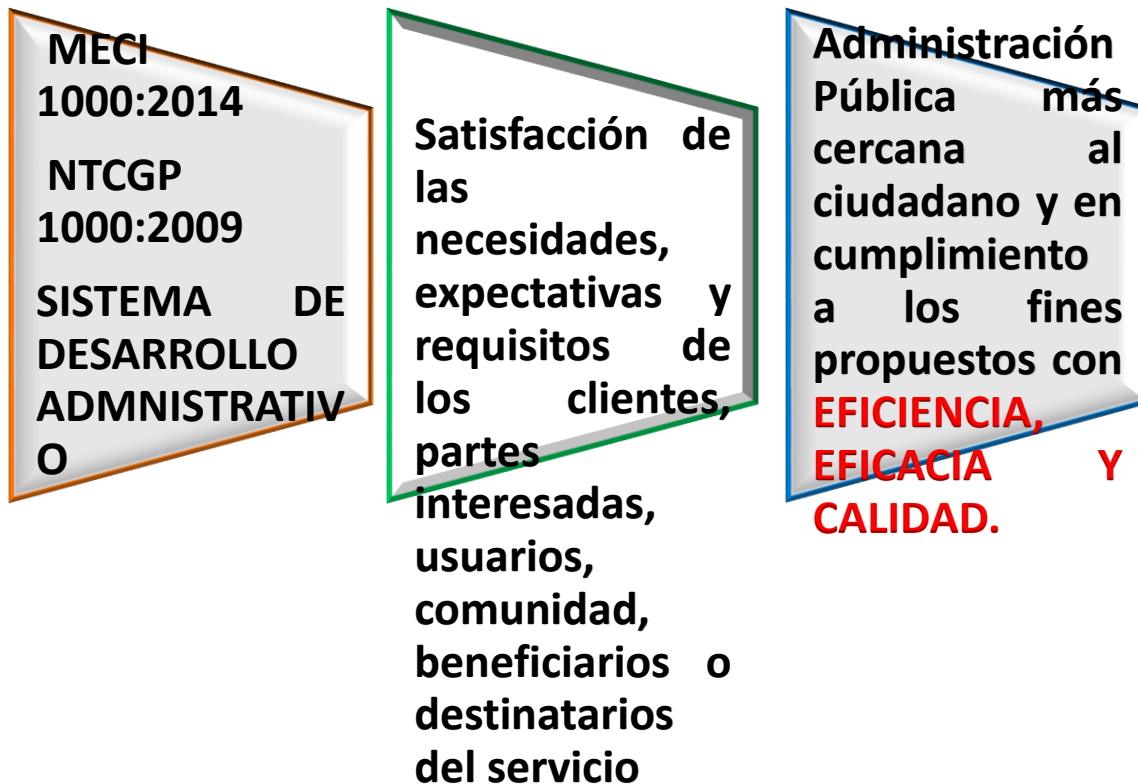 MECI
1000:2014
NTCGP
1000:2009
SISTEMA DE
DESARROLLO
ADMNISTRATIV
O
Satisfacción de
las
necesidades,
expectativas y
requisitos de
los clientes,
partes
interesadas,
usuarios,
comunidad,
beneficiarios o
destinatarios
del servicio
Administración
Pública más
cercana al
ciudadano y en
cumplimiento
a los fines
propuestos con
EFICIENCIA,
EFICACIA Y
CALIDAD.